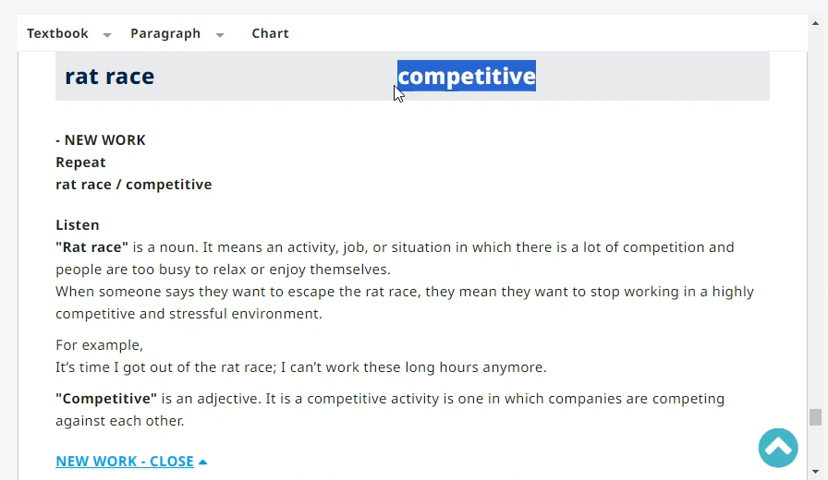 Textbook Paragraph Chart
rat race competitive
- NEW WORK
Repeat
rat race / competitive
Listen
"Rat race" is a noun. It means an activity, job, or situation in which there is a lot of competition and
people are too busy to relax or enjoy themselves.
When someone says they want to escape the rat race, they mean they want to stop working in a highly
competitive and stressful environment.
For example,
It's time I got out of the rat race; I can't work these long hours anymore.
"Competitive" is an adjective. It is a competitive activity is one in which companies are competing
against each other.
NEW WORK - CLOSE